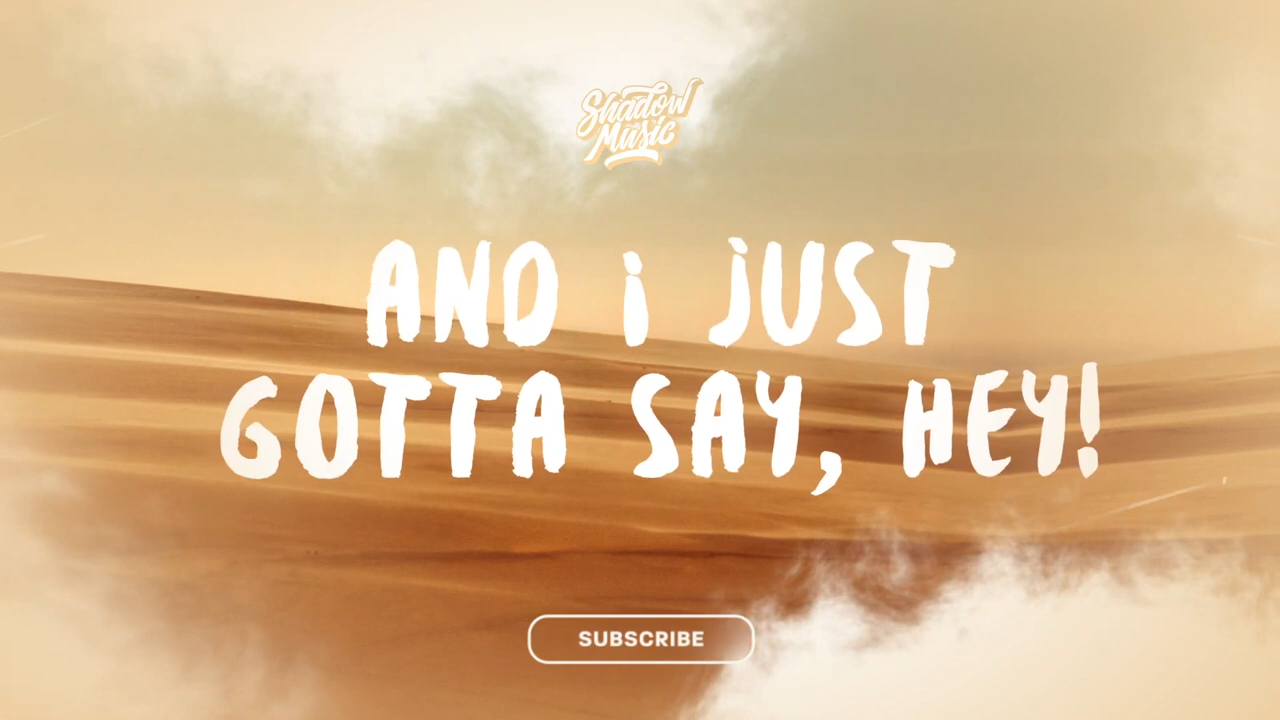 Shadow
Music
AND i jUST
GOTTA SAY, HEY!
SUBSCRIBE